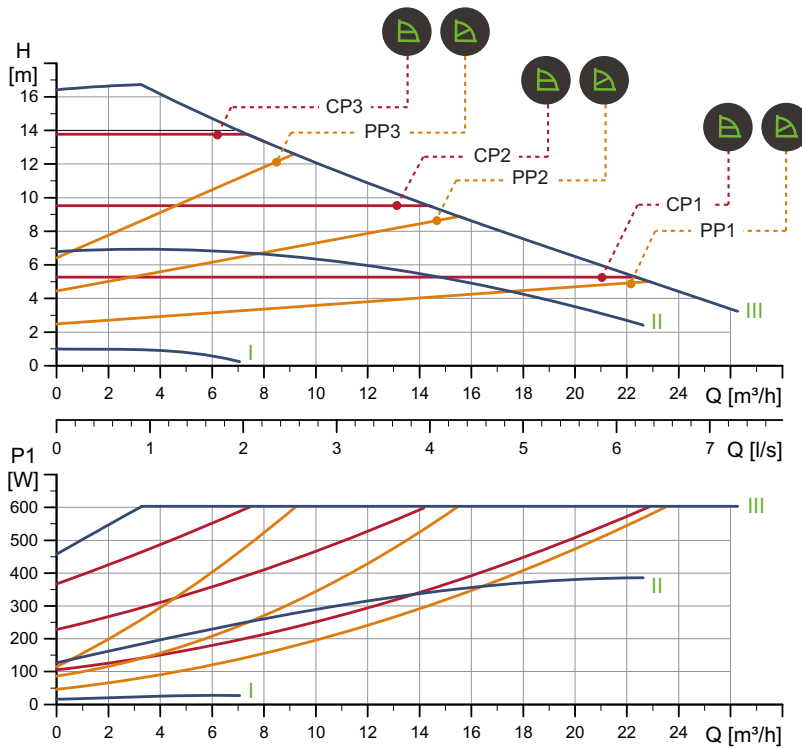 H
[m]
16
14
12
10
8
6
4
2
0
CP3
PP3
CP2
PP2
CP1
PP1
I
II
III
0 2 4 6 8 10 12 14 16 18 20 22 24 Q [m³/h]
0 1 2 3 4 5 6 7 Q [l/s]
P1
[W]
600
500
400
300
200
100
0
III
II
I
0 2 4 6 8 10 12 14 16 18 20 22 24 Q [m³/h]